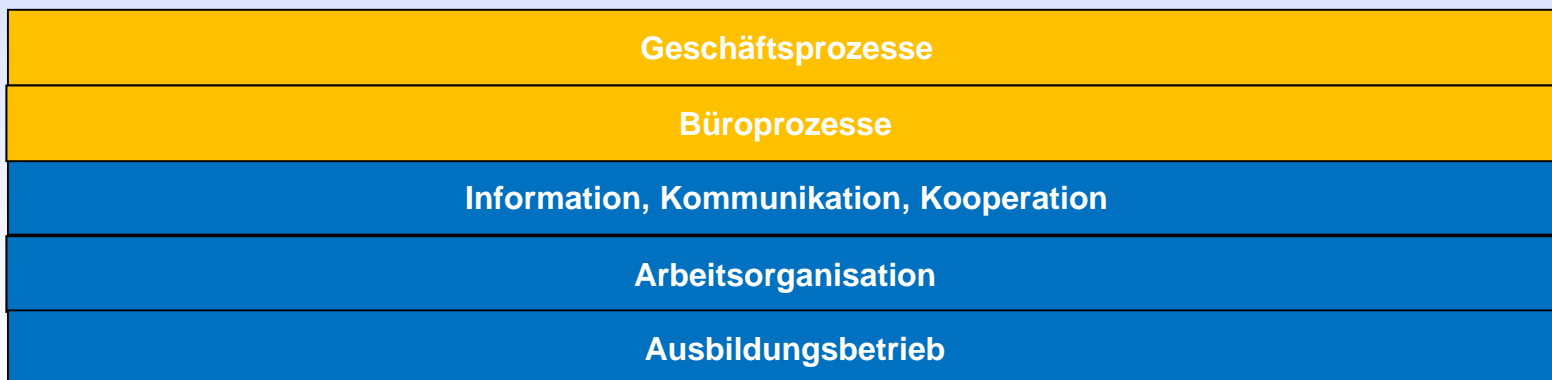 Geschäftsprozesse
Büroprozesse
Information, Kommunikation, Kooperation
Arbeitsorganisation
Ausbildungsbetrieb